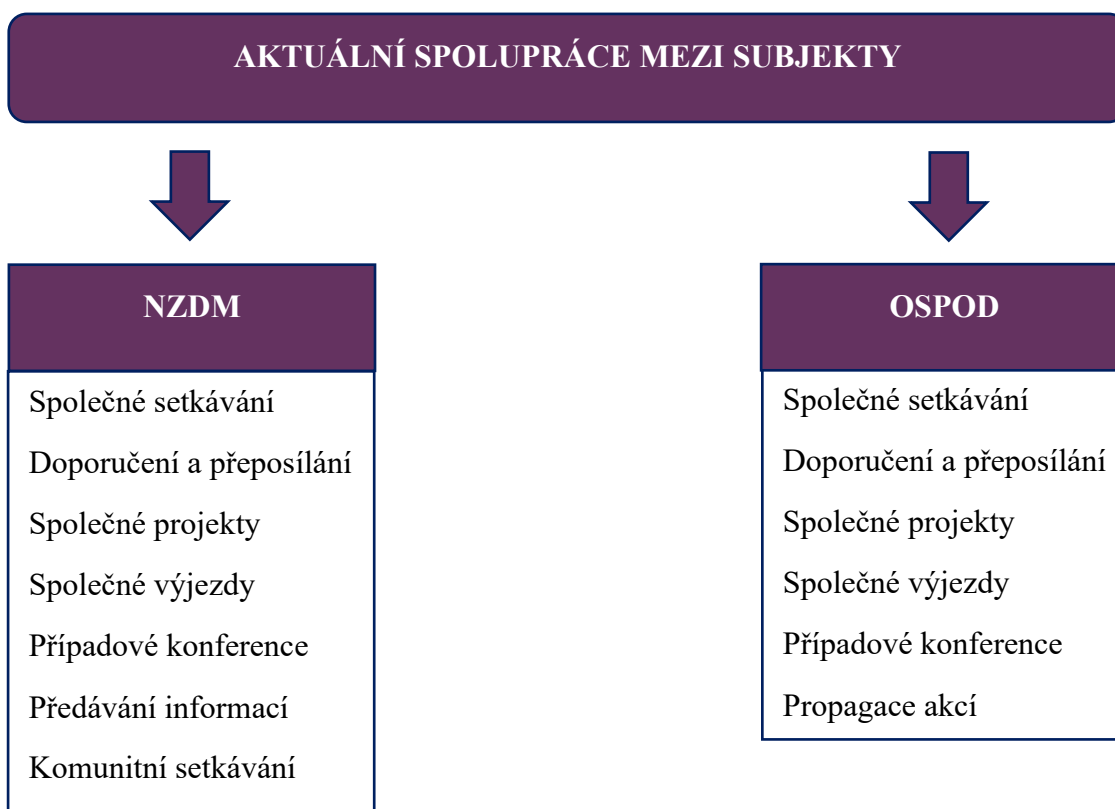 AKTUÁLNÍ SPOLUPRÁCE MEZI SUBJEKTY
NZDM
Společné setkávání
Doporučení a přeposílání
Společné projekty
Společné výjezdy
Případové konference
Předávání informací
Komunitní setkávání
OSPOD
Společné setkávání
Doporučení a přeposílání
Společné projekty
Společné výjezdy
Případové konference
Propagace akcí